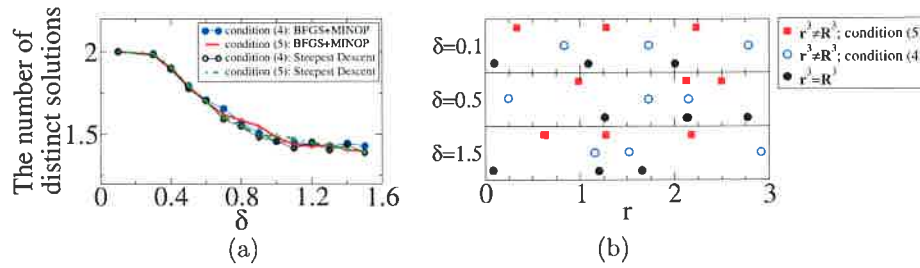 The number of
distinct solutions
2
1.5
0
0.4
0.8
1.2
1.6
δ
condition (4): BFGS+MINOP
condition (5): BFGS+MINOP
condition (4): Steepest Descent
condition (5): Steepest Descent
(a)
δ=0.1
δ=0.5
δ=1.5
0
1
2
3
r
r³≠R³; condition (5)
r³≠R³; condition (4)
r³=R³
(b)